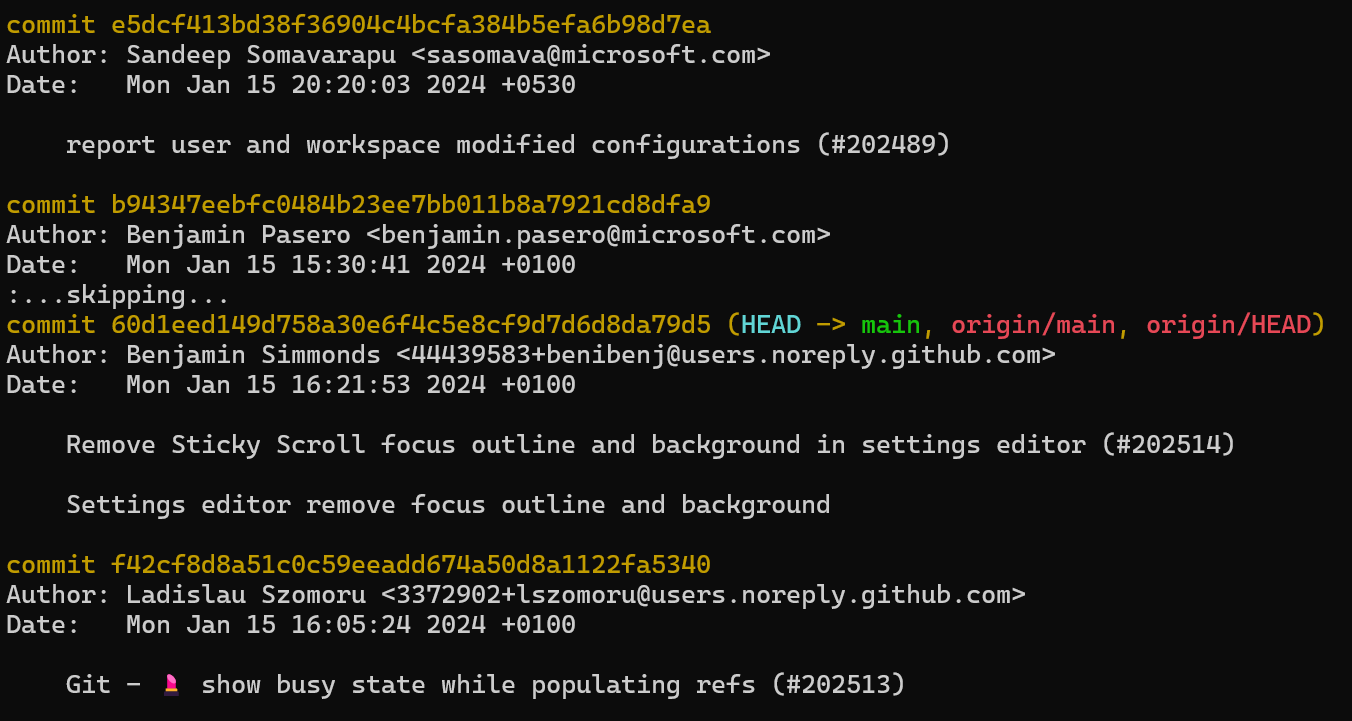 commit e5dcf413bd38f36904c4bcfa384b5efa6b98d7ea
Author: Sandeep Somavarapu <sasomava@microsoft.com>
Date:   Mon Jan 15 20:20:03 2024 +0530
report user and workspace modified configurations (#202489)
commit b94347eebfc0484b23ee7bb011b8a7921cd8dfa9
Author: Benjamin Pasero <benjamin.pasero@microsoft.com>
Date:   Mon Jan 15 15:30:41 2024 +0100
:...skipping...
commit 60d1eed149d758a30e6f4c5e8cf9d7d6d8da79d5 (HEAD -> main, origin/main, origin/HEAD)
Author: Benjamin Simmonds <44439583+benibenj@users.noreply.github.com>
Date:   Mon Jan 15 16:21:53 2024 +0100
Remove Sticky Scroll focus outline and background in settings editor (#202514)
Settings editor remove focus outline and background
commit f42cf8d8a51c0c59eeadd674a50d8a1122fa5340
Author: Ladislau Szomoru <3372902+lszomoru@users.noreply.github.com>
Date:   Mon Jan 15 16:05:24 2024 +0100
Git - 💄 show busy state while populating refs (#202513)